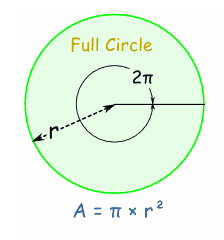 Full Circle
2π
r
A = π × r²